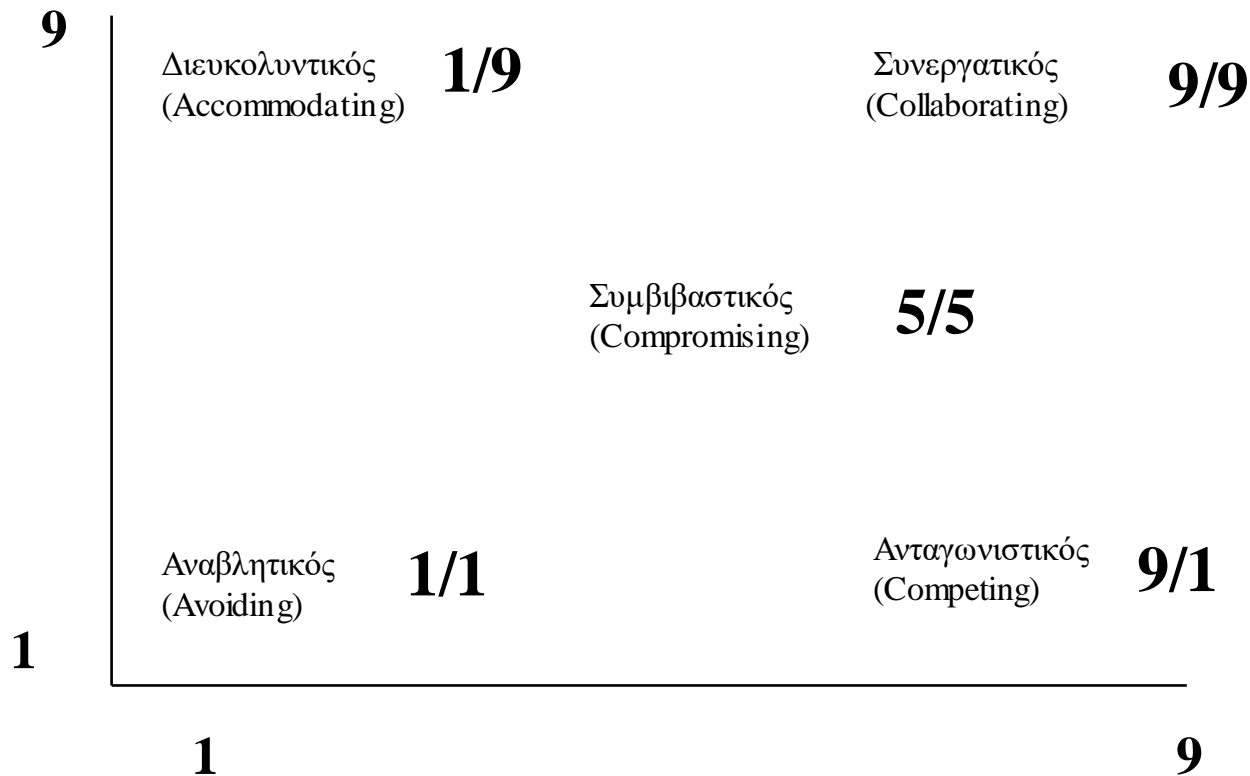 9
Διευκολυντικός
(Accommodating)
1/9
Συνεργατικός
(Collaborating)
9/9
Συμβιβαστικός
(Compromising)
5/5
Αναβλητικός
(Avoiding)
1/1
Ανταγωνιστικός
(Competing)
9/1
1
1
9